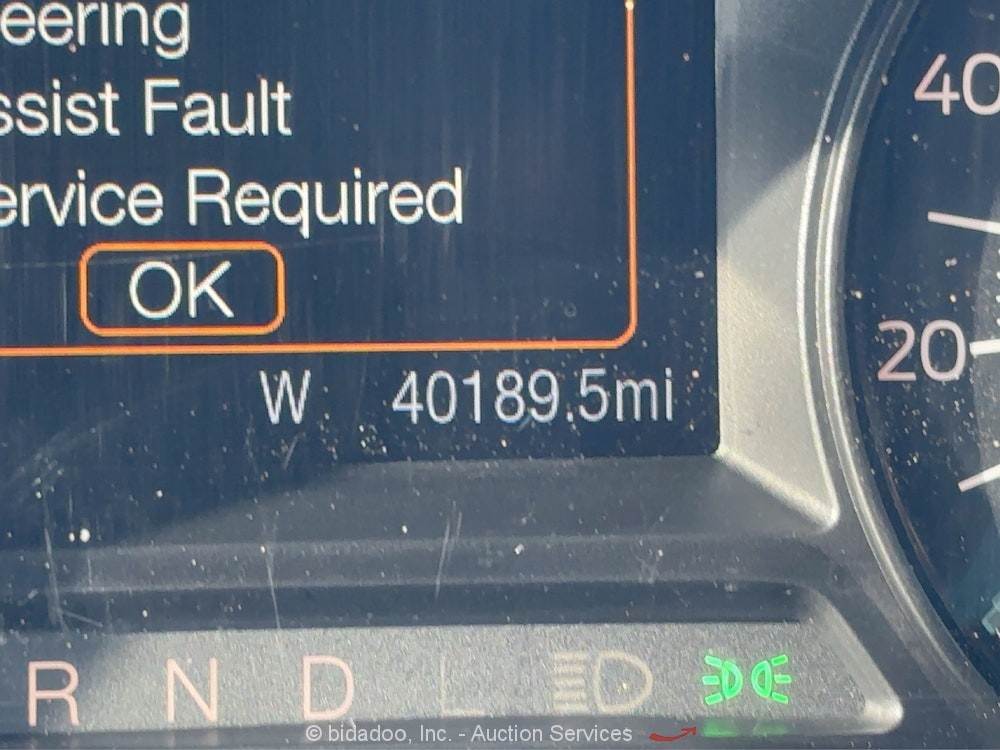 eering
ssist Fault
ervice Required
OK
W 40189.5mi
40
20
R N D L
© bidadoo, Inc. - Auction Services